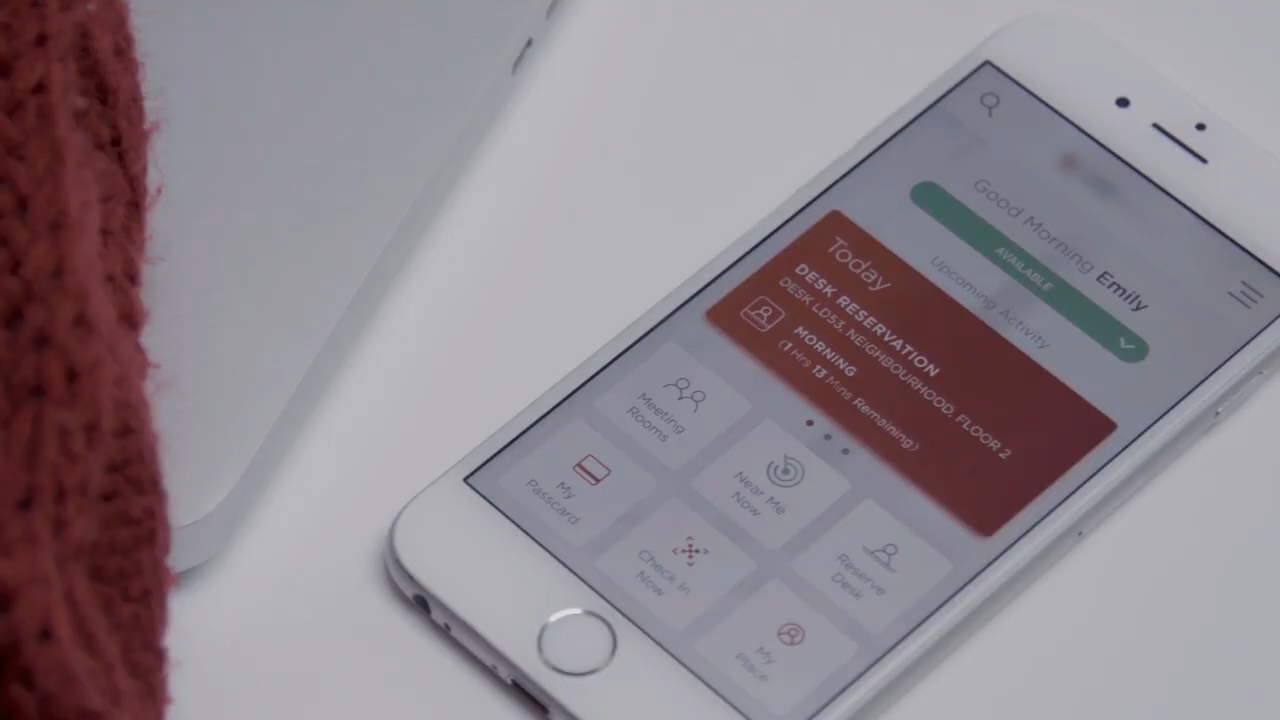 Good Morning Emily
AVAILABLE
Upcoming Activity
Today
DESK RESERVATION
DESK LD53, NEIGHBOURHOOD, FLOOR 2
MORNING
(1 Hrs 13 Mins Remaining)
Meeting
Rooms
Near Me
Now
Reserve
Desk
My
Passcard
Check In
Now
My
Place